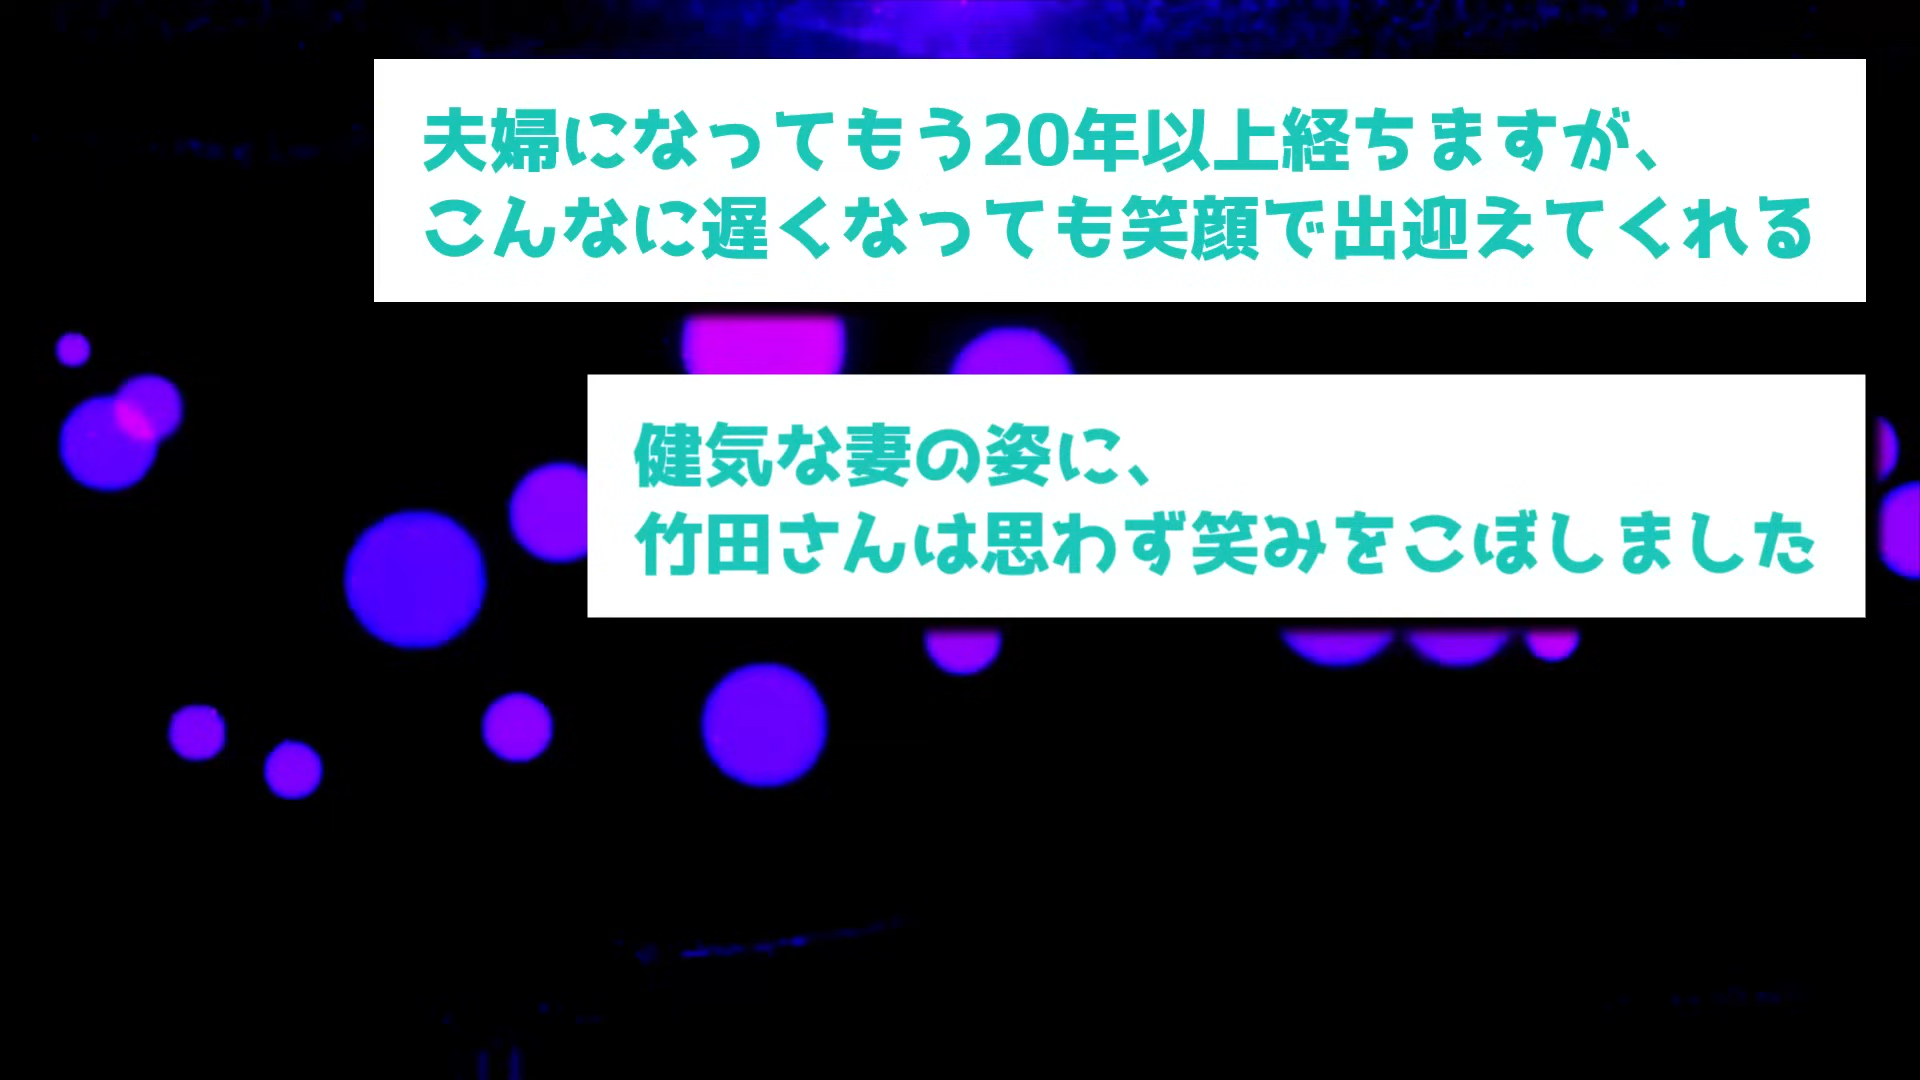 夫婦になってもう20年以上経ちますが、
こんなに遅くなっても笑顔で出迎えてくれる
健気な妻の姿に、
竹田さんは思わず笑みをこぼしました